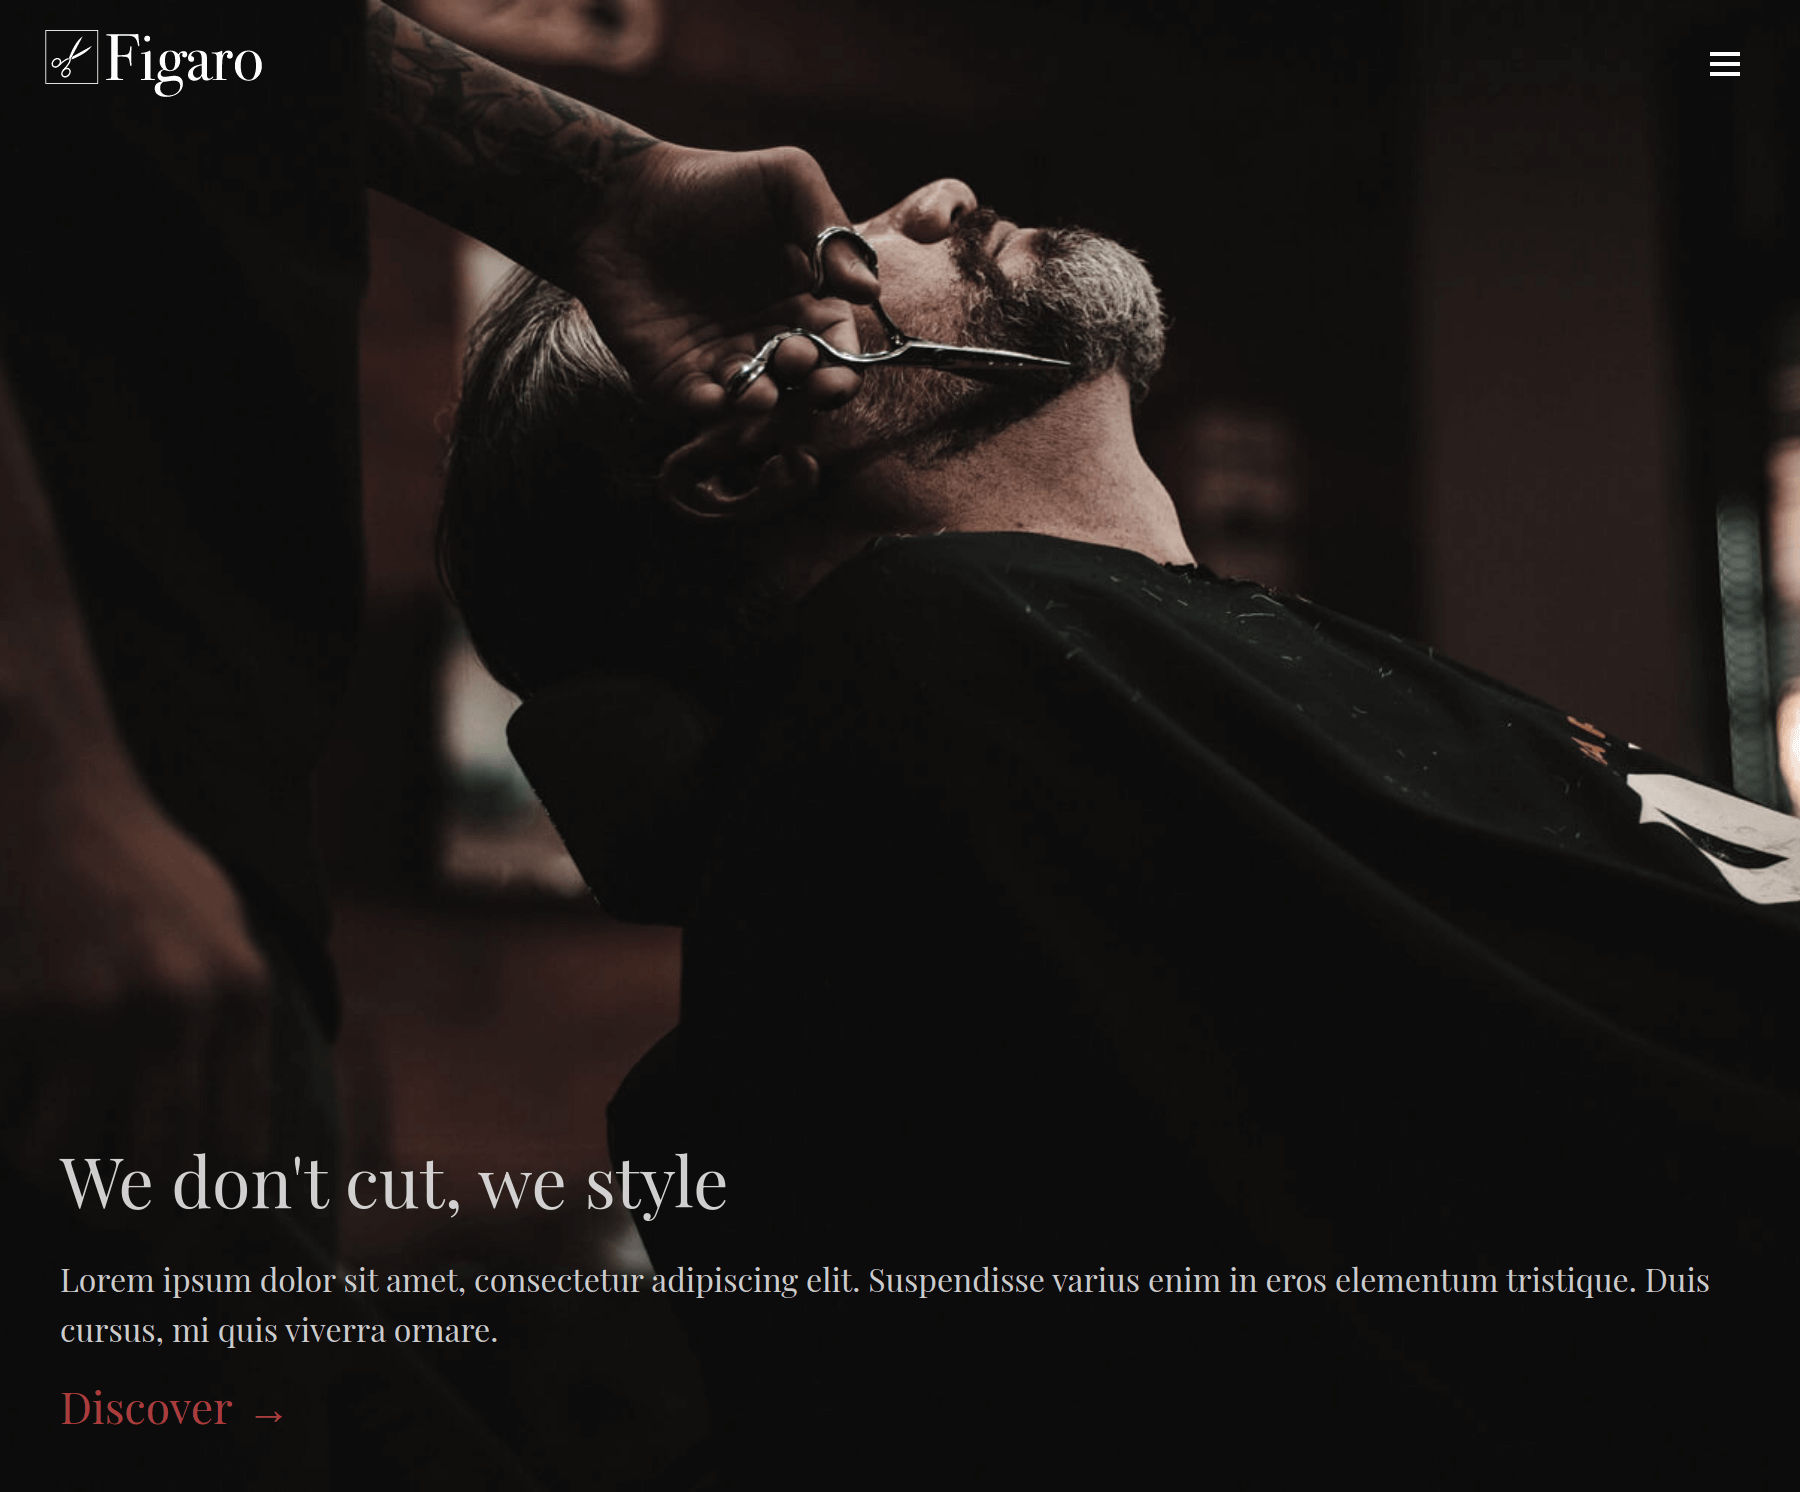 Figaro
We don't cut, we style
Lorem ipsum dolor sit amet, consectetur adipiscing elit. Suspendisse varius enim in eros elementum tristique. Duis
cursus, mi quis viverra ornare.
Discover →